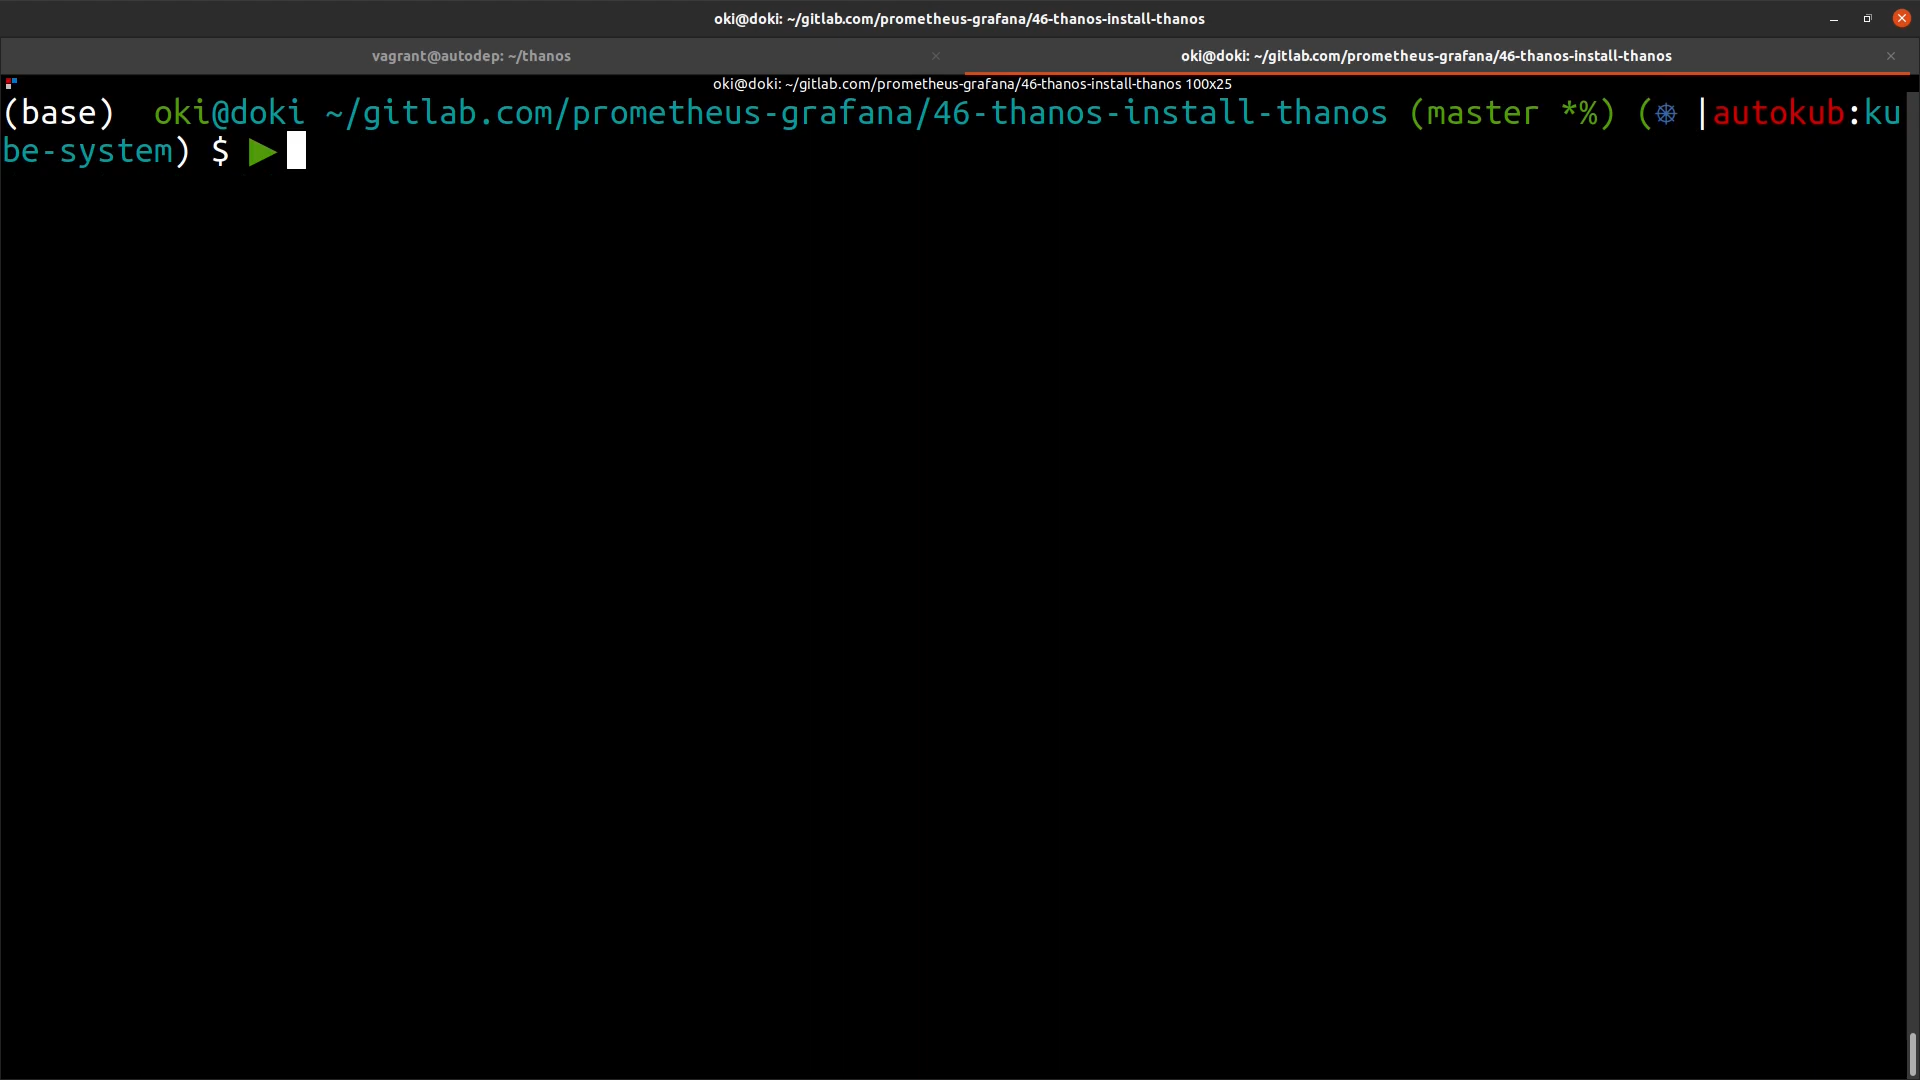 oki@doki: ~/gitlab.com/prometheus-grafana/46-thanos-install-thanos
vagrant@autodep: ~/thanos
oki@doki: ~/gitlab.com/prometheus-grafana/46-thanos-install-thanos
oki@doki: ~/gitlab.com/prometheus-grafana/46-thanos-install-thanos 100x25
(base)  oki@doki ~/gitlab.com/prometheus-grafana/46-thanos-install-thanos (master *%) (⎈ |autokub:ku
be-system) $ ▶